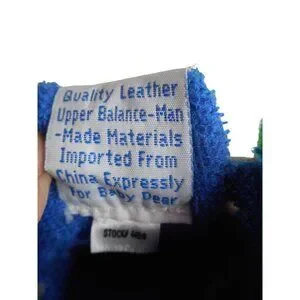 Quality Leather
Upper Balance-Man
-Made Materials
Imported From
China Expressly
for Baby Deer